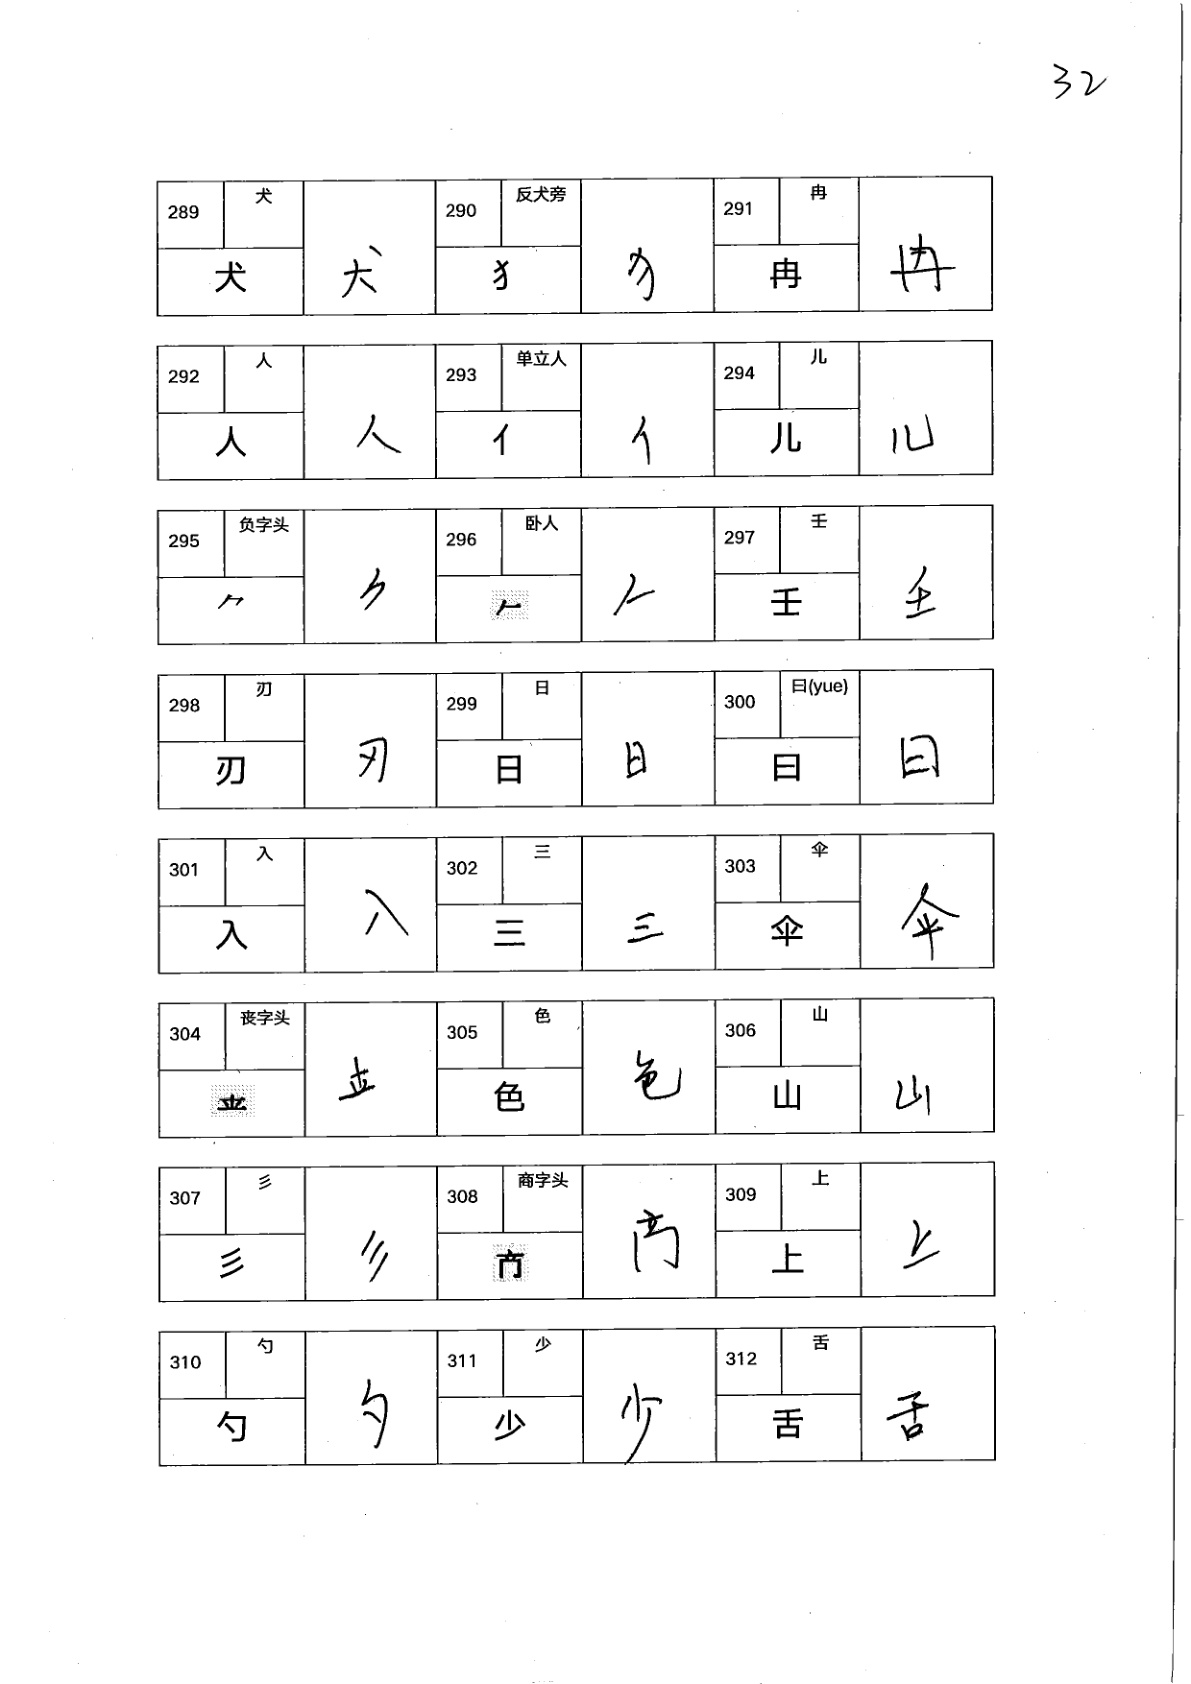 32
289 犬 犬 犬 290 反犬旁 犭 犭 291 冉 冉 冉
292 人 人 人 293 单立人 亻 亻 294 儿 儿 儿
295 负字头 ⺈ ⺈ 296 卧人 𠂉 𠂉 297 壬 壬 壬
298 刃 刃 刃 299 日 日 日 300 曰(yue) 曰 曰
301 入 入 入 302 三 三 三 303 伞 伞 伞
304 丧字头 305 色 色 色 306 山 山 山
307 彡 彡 彡 308 商字头 309 上 上 上
310 勺 勺 勺 311 少 少 少 312 舌 舌 舌